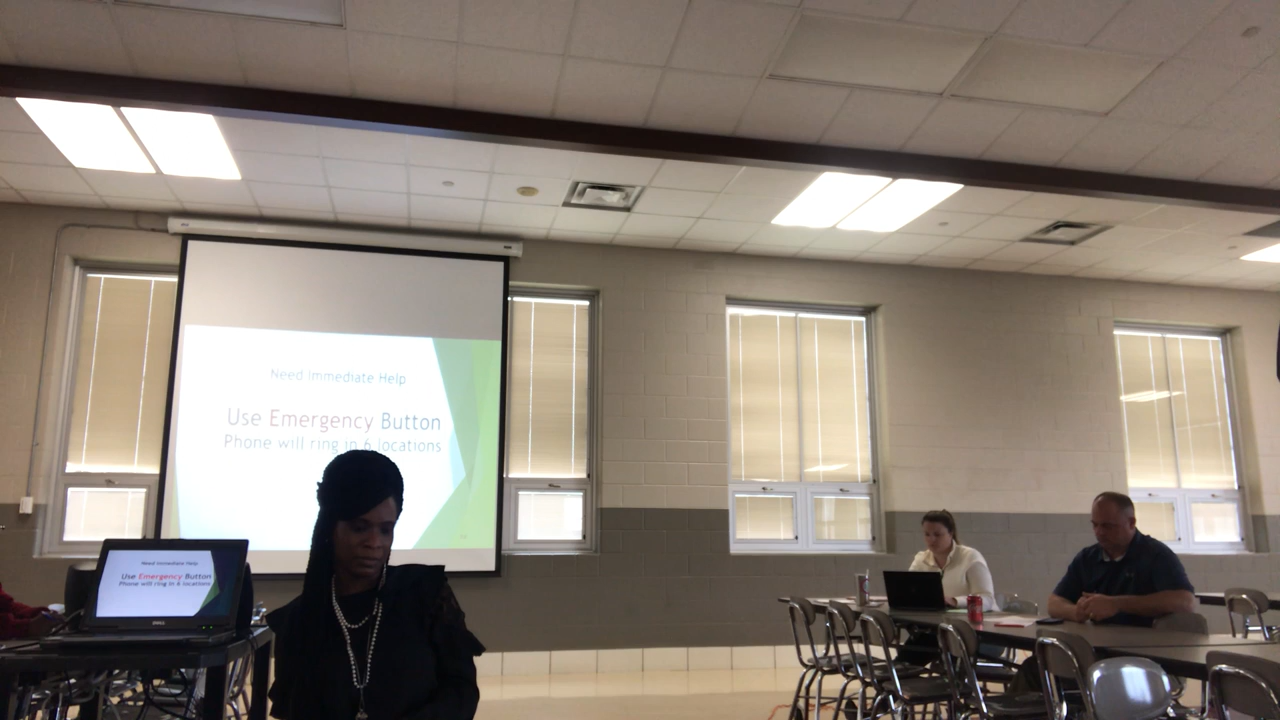 Need Immediate Help
Use Emergency Button
Phone will ring in 6 locations
Need Immediate Help
Use Emergency Button
Phone will ring in 6 locations
DELL